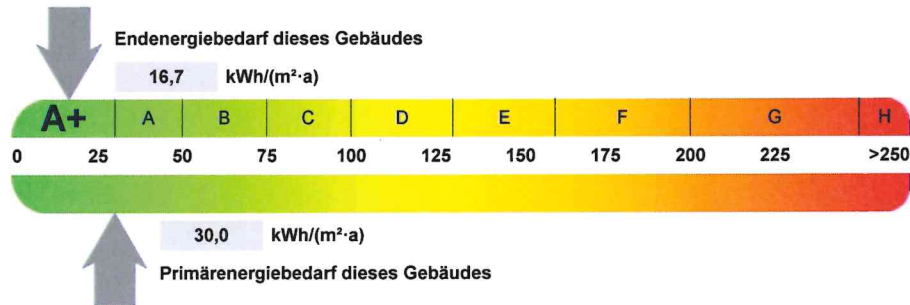 Endenergiebedarf dieses Gebäudes
16,7 kWh/(m²·a)
A+ A B C D E F G H
0 25 50 75 100 125 150 175 200 225 >250
30,0 kWh/(m²·a)
Primärenergiebedarf dieses Gebäudes